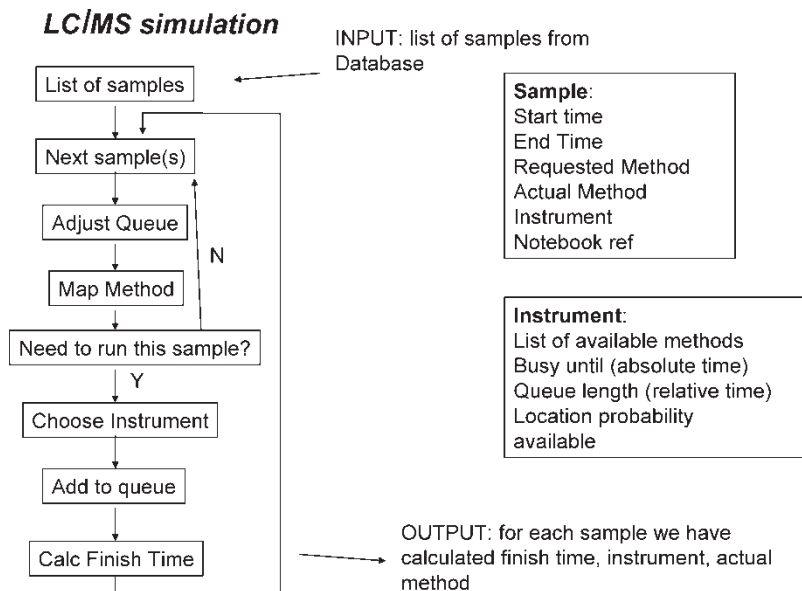 LC/MS simulation
INPUT: list of samples from
Database
List of samples
Next sample(s)
Adjust Queue
N
Map Method
Need to run this sample?
Y
Choose Instrument
Add to queue
Calc Finish Time
Sample:
Start time
End Time
Requested Method
Actual Method
Instrument
Notebook ref
Instrument:
List of available methods
Busy until (absolute time)
Queue length (relative time)
Location probability
available
OUTPUT: for each sample we have
calculated finish time, instrument, actual
method